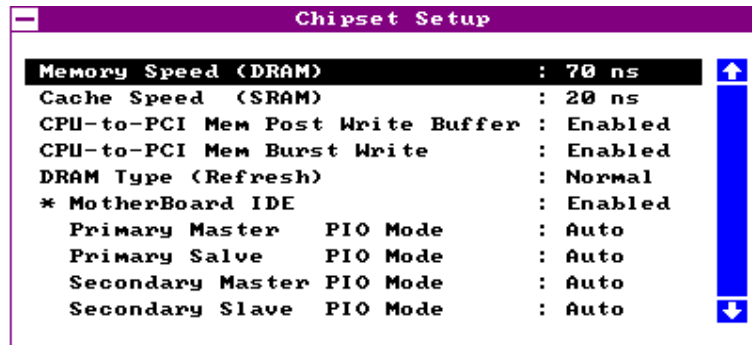 Chipset Setup
Memory Speed (DRAM) : 70 ns
Cache Speed (SRAM) : 20 ns
CPU-to-PCI Mem Post Write Buffer : Enabled
CPU-to-PCI Mem Burst Write : Enabled
DRAM Type (Refresh) : Normal
* MotherBoard IDE : Enabled
Primary Master PIO Mode : Auto
Primary Salve PIO Mode : Auto
Secondary Master PIO Mode : Auto
Secondary Slave PIO Mode : Auto